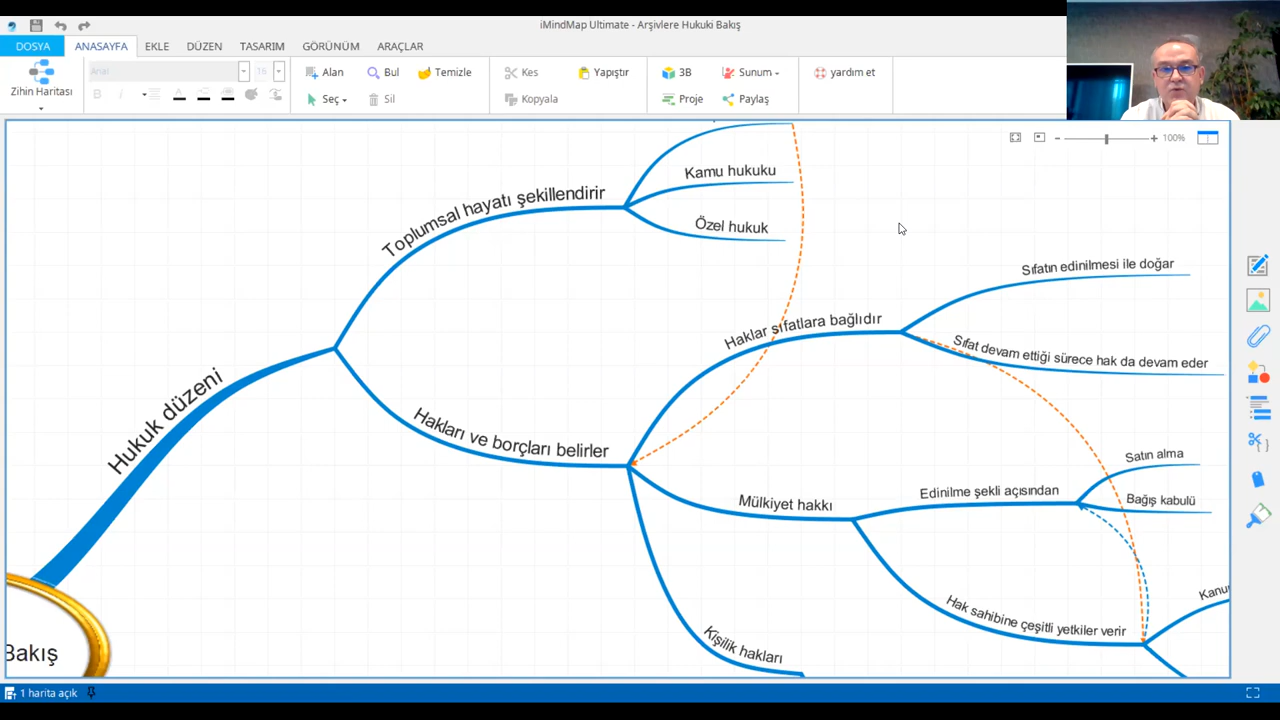 iMindMap Ultimate - Arşivlere Hukuki Bakış
DOSYA ANASAYFA EKLE DÜZEN TASARIM GÖRÜNÜM ARAÇLAR
Zihin Haritası
Arial 16
B I A
Alan Bul Temizle
Seç Sil
Kes Yapıştır
Kopyala
3B Sunum
Proje Paylaş
yardım et
100%
Toplumsal hayatı şekillendirir
Kamu hukuku
Özel hukuk
Hukuk düzeni
Hakları ve borçları belirler
Haklar sıfatlara bağlıdır
Sıfatın edinilmesi ile doğar
Sıfat devam ettiği sürece hak da devam eder
Mülkiyet hakkı
Edinilme şekli açısından
Satın alma
Bağış kabulü
Hak sahibine çeşitli yetkiler verir
Kişilik hakları
Bakış
1 harita açık